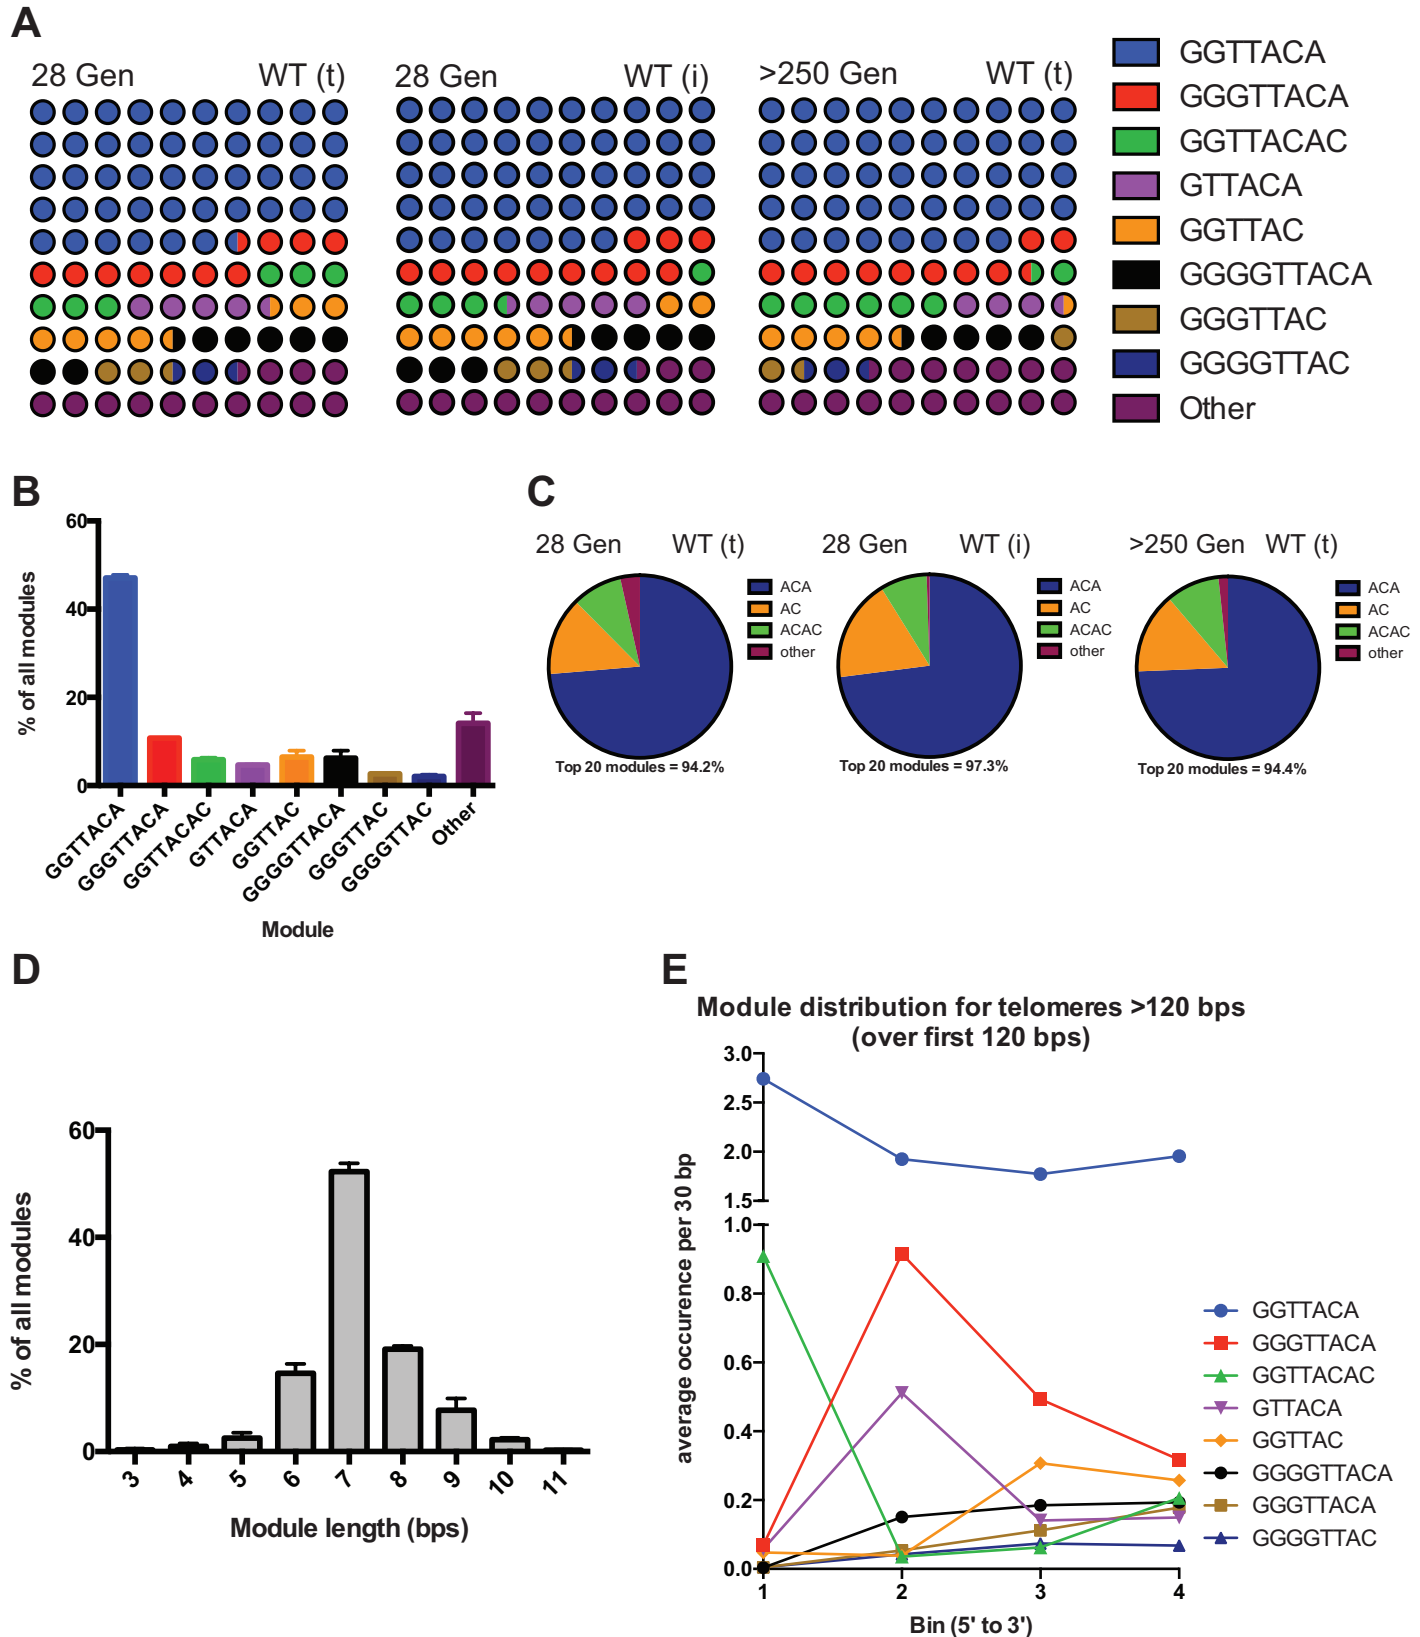 A
28 Gen WT (t)
28 Gen WT (i)
>250 Gen WT (t)
GGTTACA
GGGTTACA
GGTTACAC
GTTACA
GGTTAC
GGGGTTACA
GGGTTAC
GGGGTTAC
Other
B
% of all modules
60
40
20
0
GGTTACA
GGGTTACA
GGTTACAC
GTTACA
GGTTAC
GGGGTTACA
GGGTTAC
GGGGTTAC
Other
Module
C
28 Gen WT (t)
ACA
AC
ACAC
other
Top 20 modules = 94.2%
28 Gen WT (i)
ACA
AC
ACAC
other
Top 20 modules = 97.3%
>250 Gen WT (t)
ACA
AC
ACAC
other
Top 20 modules = 94.4%
D
% of all modules
60
40
20
0
3 4 5 6 7 8 9 10 11
Module length (bps)
E
Module distribution for telomeres >120 bps
(over first 120 bps)
average occurence per 30 bp
3.0
2.5
2.0
1.5
1.0
0.8
0.6
0.4
0.2
0.0
1 2 3 4
Bin (5' to 3')
GGTTACA
GGGTTACA
GGTTACAC
GTTACA
GGTTAC
GGGGTTACA
GGGTTACA
GGGGTTAC